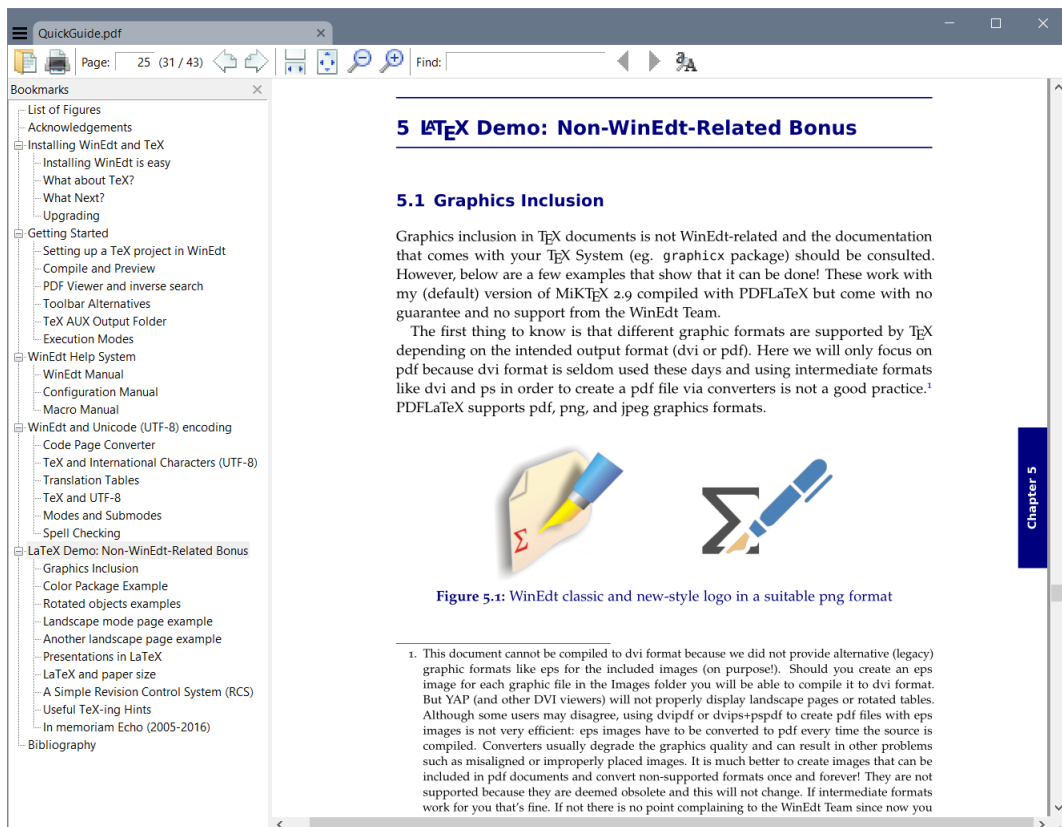 QuickGuide.pdf
Page: 25 (31 / 43) Find:
Bookmarks
List of Figures
Acknowledgements
Installing WinEdt and TeX
Installing WinEdt is easy
What about TeX?
What Next?
Upgrading
Getting Started
Setting up a TeX project in WinEdt
Compile and Preview
PDF Viewer and inverse search
Toolbar Alternatives
TeX AUX Output Folder
Execution Modes
WinEdt Help System
WinEdt Manual
Configuration Manual
Macro Manual
WinEdt and Unicode (UTF-8) encoding
Code Page Converter
TeX and International Characters (UTF-8)
Translation Tables
TeX and UTF-8
Modes and Submodes
Spell Checking
LaTeX Demo: Non-WinEdt-Related Bonus
Graphics Inclusion
Color Package Example
Rotated objects examples
Landscape mode page example
Another landscape page example
Presentations in LaTeX
LaTeX and paper size
A Simple Revision Control System (RCS)
Useful TeX-ing Hints
In memoriam Echo (2005-2016)
Bibliography
5 LATEX Demo: Non-WinEdt-Related Bonus
5.1 Graphics Inclusion
Graphics inclusion in TEX documents is not WinEdt-related and the documentation
that comes with your TEX System (eg. graphicx package) should be consulted.
However, below are a few examples that show that it can be done! These work with
my (default) version of MiKTEX 2.9 compiled with PDFLaTeX but come with no
guarantee and no support from the WinEdt Team.
The first thing to know is that different graphic formats are supported by TEX
depending on the intended output format (dvi or pdf). Here we will only focus on
pdf because dvi format is seldom used these days and using intermediate formats
like dvi and ps in order to create a pdf file via converters is not a good practice.¹
PDFLaTeX supports pdf, png, and jpeg graphics formats.
Σ
Σ
Figure 5.1: WinEdt classic and new-style logo in a suitable png format
1. This document cannot be compiled to dvi format because we did not provide alternative (legacy)
graphic formats like eps for the included images (on purpose!). Should you create an eps
image for each graphic file in the Images folder you will be able to compile it to dvi format.
But YAP (and other DVI viewers) will not properly display landscape pages or rotated tables.
Although some users may disagree, using dvipdf or dvips+pspdf to create pdf files with eps
images is not very efficient: eps images have to be converted to pdf every time the source is
compiled. Converters usually degrade the graphics quality and can result in other problems
such as misaligned or improperly placed images. It is much better to create images that can be
included in pdf documents and convert non-supported formats once and forever! They are not
supported because they are deemed obsolete and this will not change. If intermediate formats
work for you that's fine. If not there is no point complaining to the WinEdt Team since now you
Chapter 5